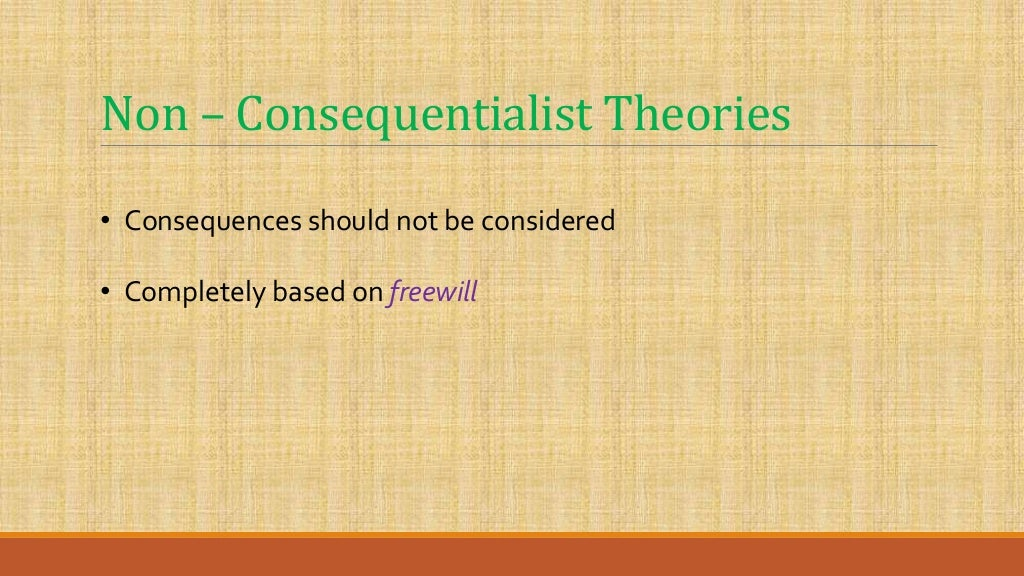 Non – Consequentialist Theories
• Consequences should not be considered
• Completely based on freewill